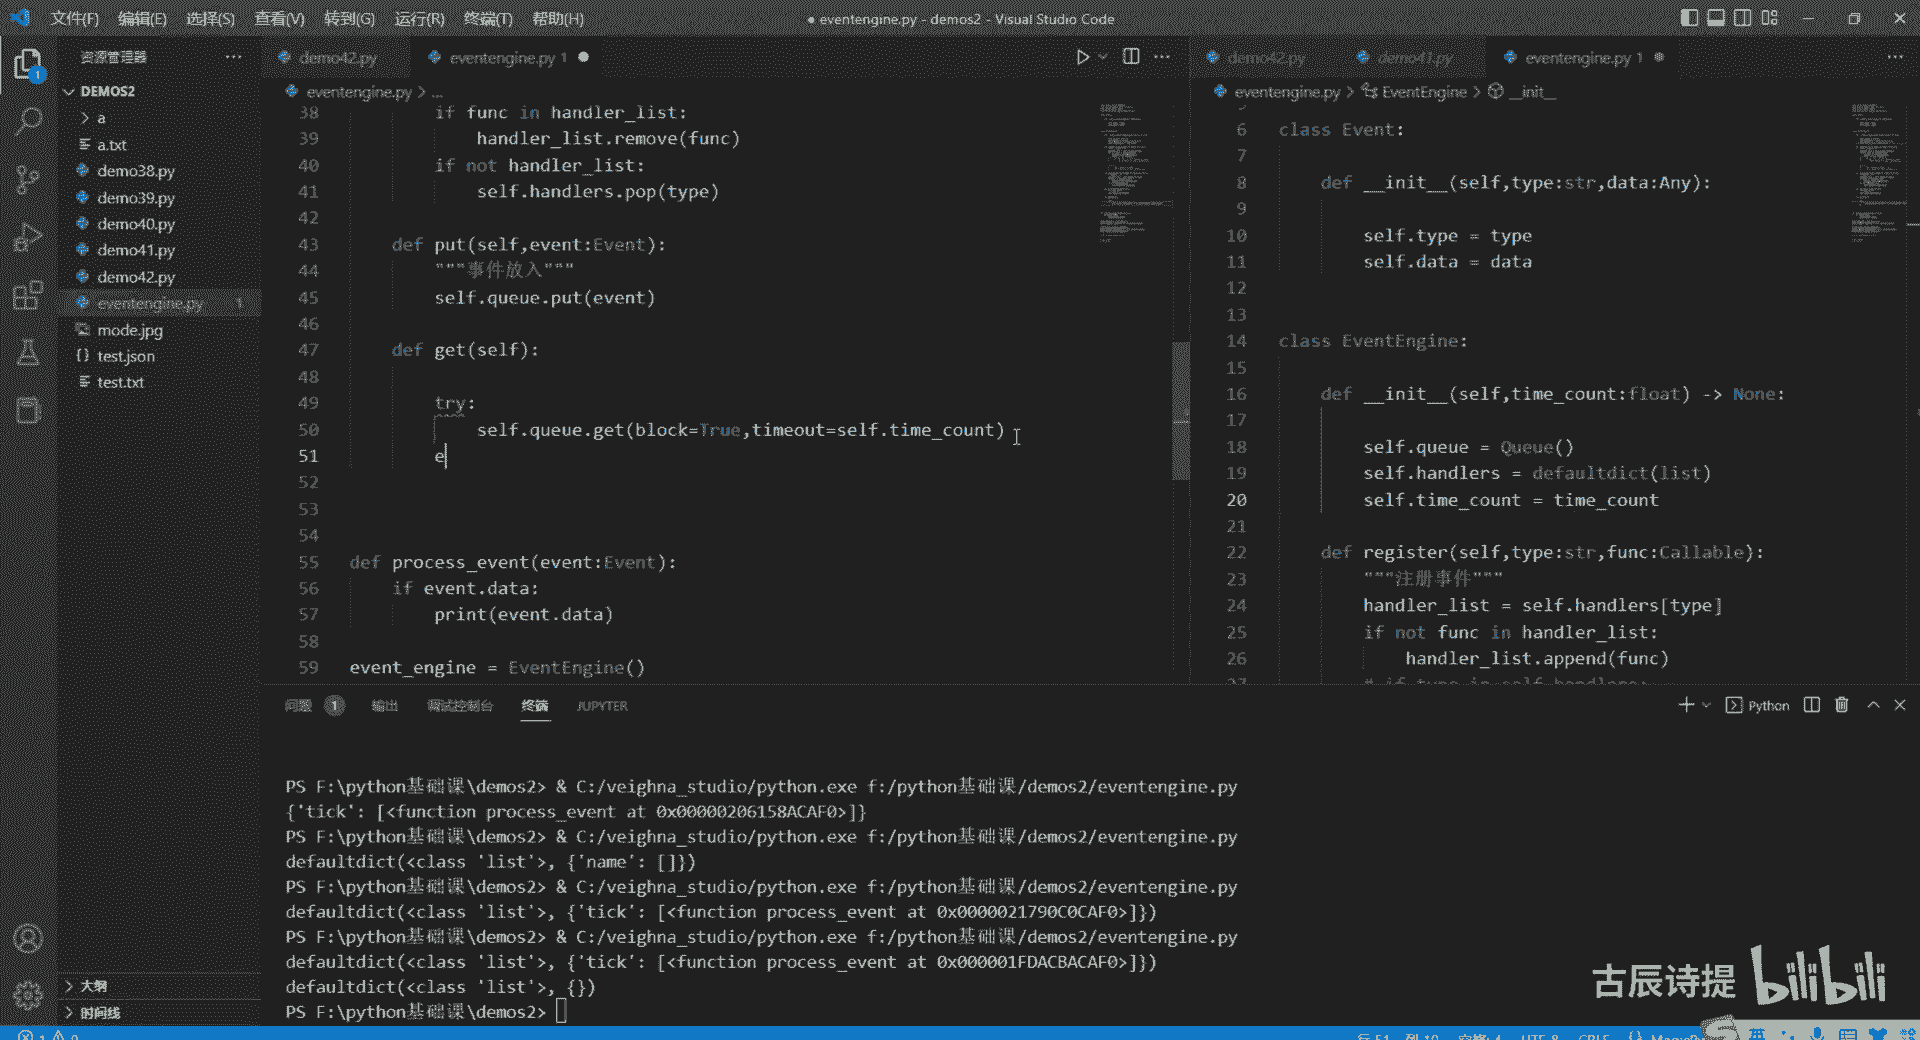 文件(F) 编辑(E) 选择(S) 查看(V) 转到(G) 运行(R) 终端(T) 帮助(H)
● eventengine.py - demos2 - Visual Studio Code
资源管理器
DEMOS2
a
a.txt
demo38.py
demo39.py
demo40.py
demo41.py
demo42.py
eventengine.py 1
mode.jpg
{} test.json
test.txt
大纲
时间线
demo42.py eventengine.py 1
eventengine.py > ...
38 if func in handler_list:
39 handler_list.remove(func)
40 if not handler_list:
41 self.handlers.pop(type)
42
43 def put(self,event:Event):
44 """事件放入"""
45 self.queue.put(event)
46
47 def get(self):
48
49 try:
50 self.queue.get(block=True,timeout=self.time_count)
51 e
52
53
54
55 def process_event(event:Event):
56 if event.data:
57 print(event.data)
58
59 event_engine = EventEngine()
demo42.py demo41.py eventengine.py 1
eventengine.py > EventEngine > __init__
6 class Event:
7
8 def __init__(self,type:str,data:Any):
9
10 self.type = type
11 self.data = data
12
13
14 class EventEngine:
15
16 def __init__(self,time_count:float) -> None:
17
18 self.queue = Queue()
19 self.handlers = defaultdict(list)
20 self.time_count = time_count
21
22 def register(self,type:str,func:Callable):
23 """注册事件"""
24 handler_list = self.handlers[type]
25 if not func in handler_list:
26 handler_list.append(func)
27 # if type in self.handlers:
问题 1 输出 调试控制台 终端 JUPYTER
Python
PS F:\python基础课\demos2> & C:/veighna_studio/python.exe f:/python基础课/demos2/eventengine.py
{'tick': [<function process_event at 0x00000206158ACAF0>]}
PS F:\python基础课\demos2> & C:/veighna_studio/python.exe f:/python基础课/demos2/eventengine.py
defaultdict(<class 'list'>, {'name': []})
PS F:\python基础课\demos2> & C:/veighna_studio/python.exe f:/python基础课/demos2/eventengine.py
defaultdict(<class 'list'>, {'tick': [<function process_event at 0x0000021790C0CAF0>]})
PS F:\python基础课\demos2> & C:/veighna_studio/python.exe f:/python基础课/demos2/eventengine.py
defaultdict(<class 'list'>, {'tick': [<function process_event at 0x000001FDACBACAF0>]})
defaultdict(<class 'list'>, {})
PS F:\python基础课\demos2>
古辰诗提 bilibili
行 51, 列 10 空格: 4 UTF-8 CRLF
英